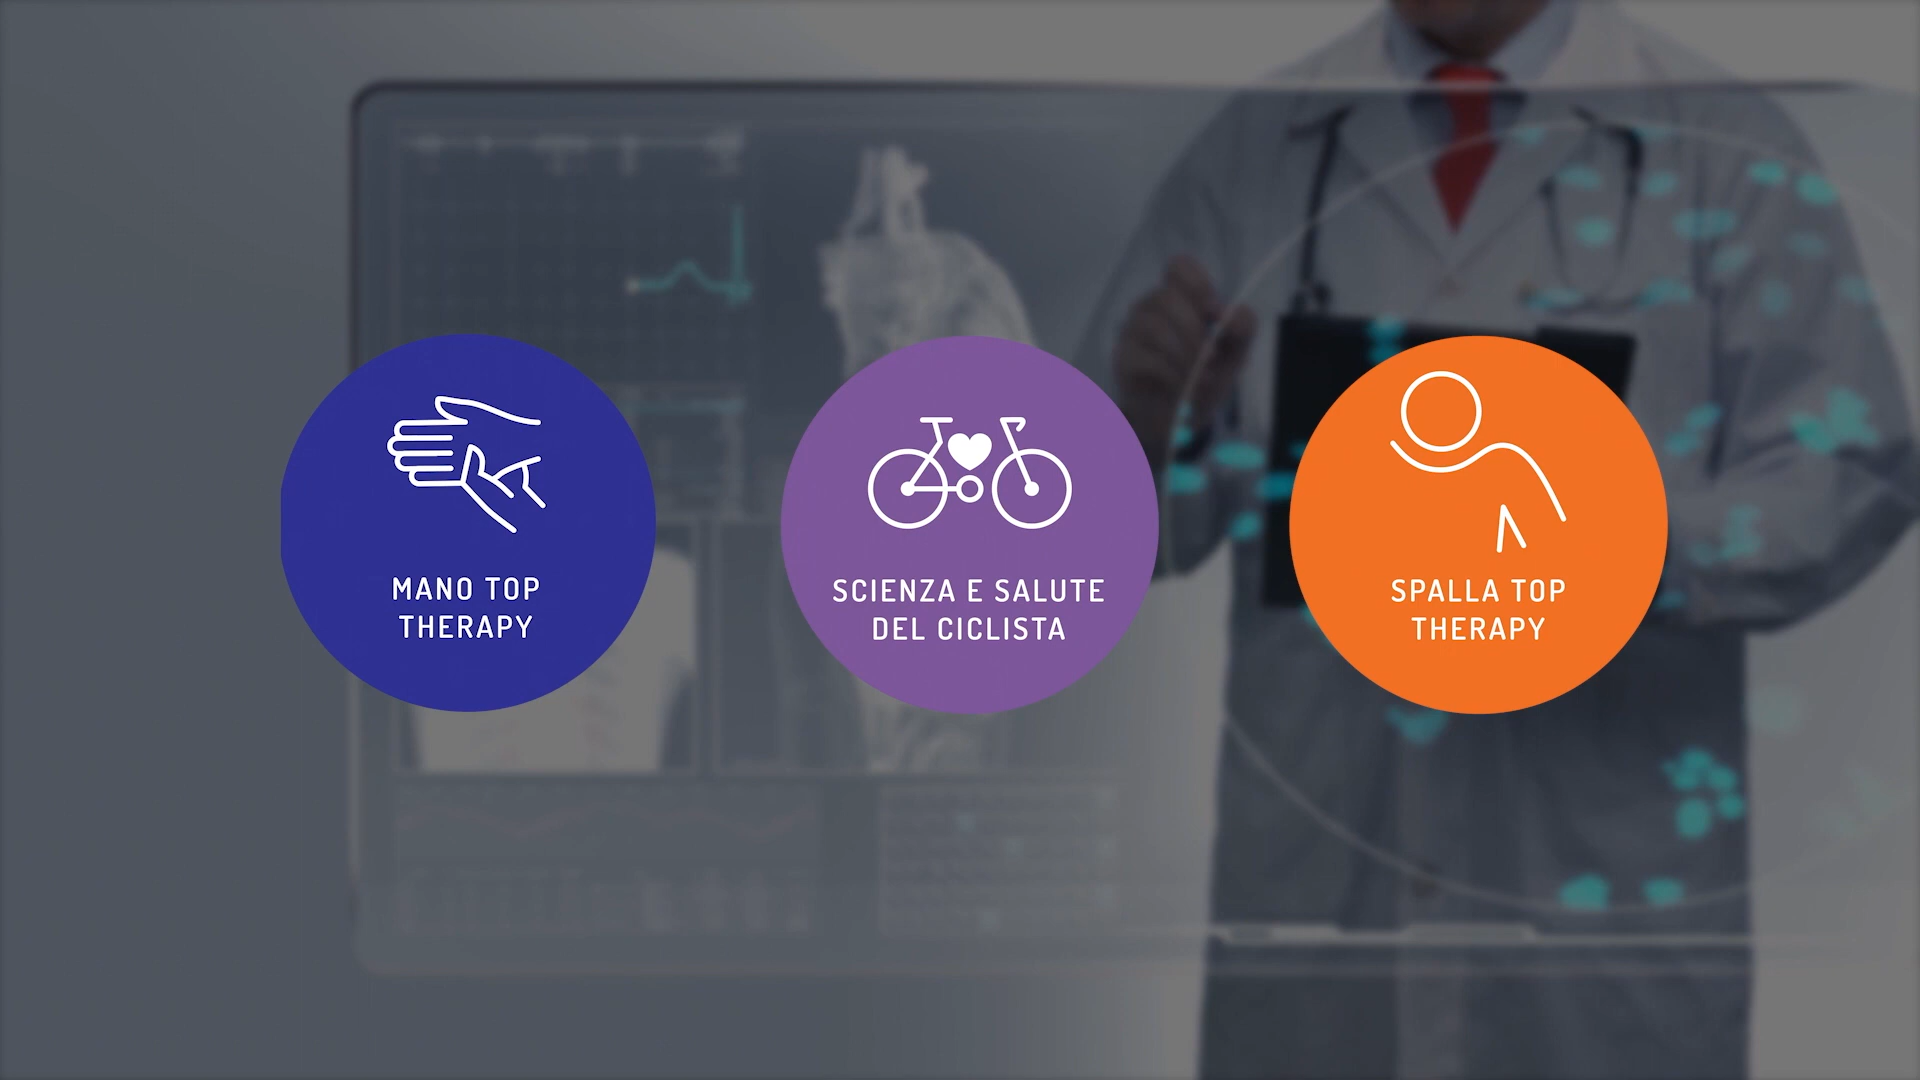 MANO TOP
THERAPY
SCIENZA E SALUTE
DEL CICLISTA
SPALLA TOP
THERAPY